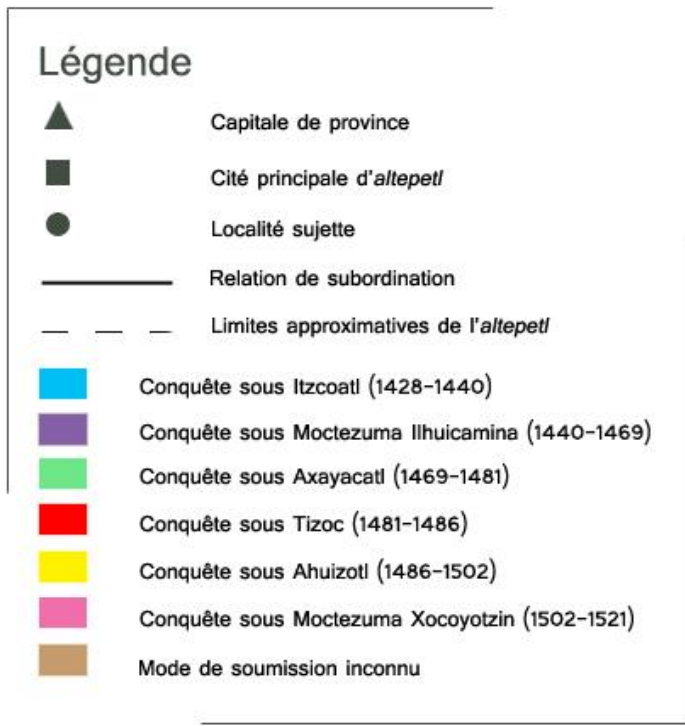 Légende
Capitale de province
Cité principale d'altepetl
Localité sujette
Relation de subordination
Limites approximatives de l'altepetl
Conquête sous Itzcoatl (1428-1440)
Conquête sous Moctezuma Ilhuicamina (1440-1469)
Conquête sous Axayacatl (1469-1481)
Conquête sous Tizoc (1481-1486)
Conquête sous Ahuizotl (1486-1502)
Conquête sous Moctezuma Xocoyotzin (1502-1521)
Mode de soumission inconnu